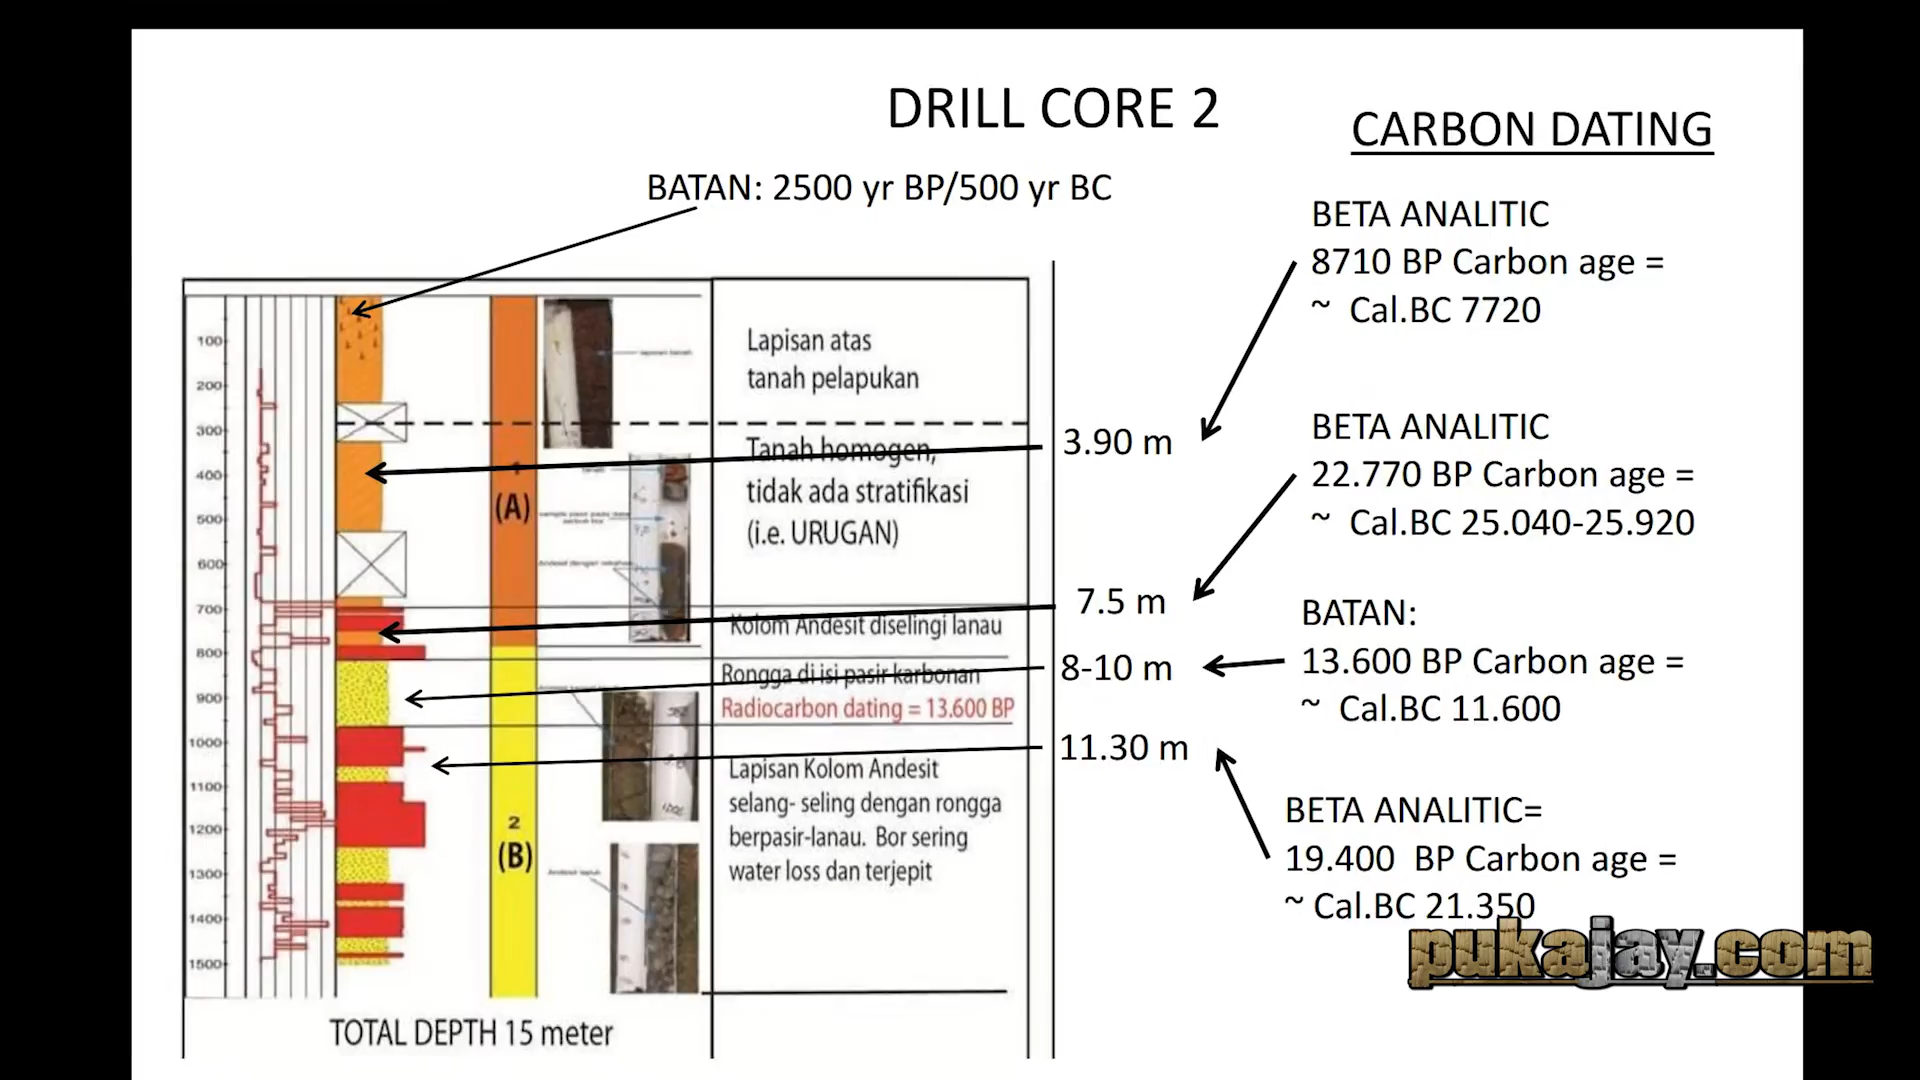 DRILL CORE 2
CARBON DATING
BATAN: 2500 yr BP/500 yr BC
BETA ANALITIC
8710 BP Carbon age =
~ Cal.BC 7720
BETA ANALITIC
22.770 BP Carbon age =
~ Cal.BC 25.040-25.920
BATAN:
13.600 BP Carbon age =
~ Cal.BC 11.600
BETA ANALITIC=
19.400 BP Carbon age =
~ Cal.BC 21.350
3.90 m
7.5 m
8-10 m
11.30 m
100
200
300
400
500
600
700
800
900
1000
1100
1200
1300
1400
1500
1
(A)
2
(B)
Lapisan atas
tanah pelapukan
Tanah homogen,
tidak ada stratifikasi
(i.e. URUGAN)
Kolom Andesit diselingi lanau
Rongga di isi pasir karbonan
Radiocarbon dating = 13.600 BP
Lapisan Kolom Andesit
selang- seling dengan rongga
berpasir-lanau. Bor sering
water loss dan terjepit
TOTAL DEPTH 15 meter
pukajay.com